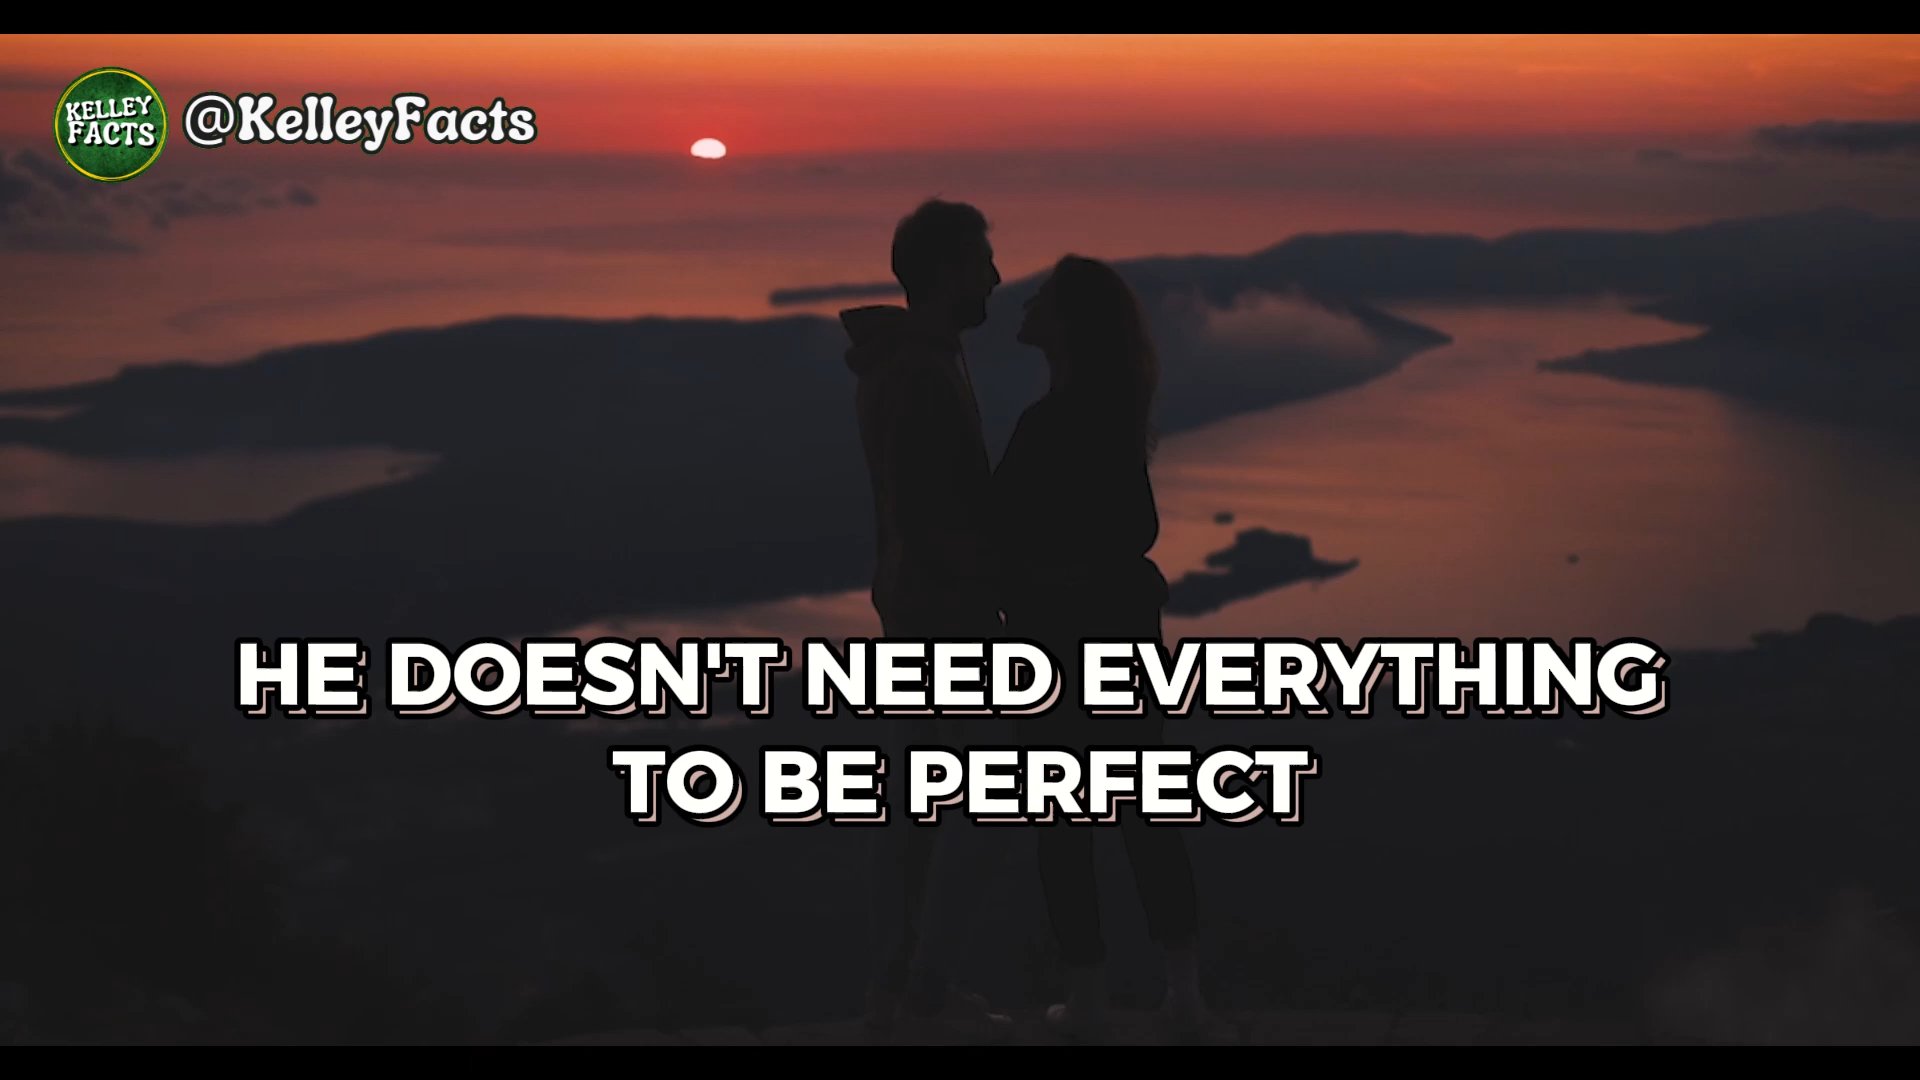 KELLEY
FACTS
@KelleyFacts
HE DOESN'T NEED EVERYTHING
TO BE PERFECT